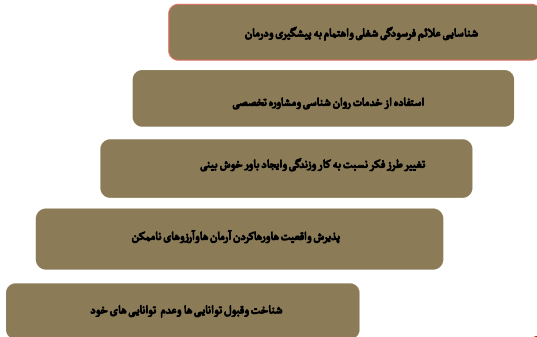 شناسایی علائم فرسودگی شغلی واهتمام به پیشگیری ودرمان
استفاده از خدمات روان شناسی ومشاوره تخصصی
تغییر طرز فکر نسبت به کار وزندگی وایجاد باور خوش بینی
پذیرش واقعیت هاورهاکردن آرمان هاوآرزوهای ناممکن
شناخت وقبول توانایی ها وعدم توانایی های خود